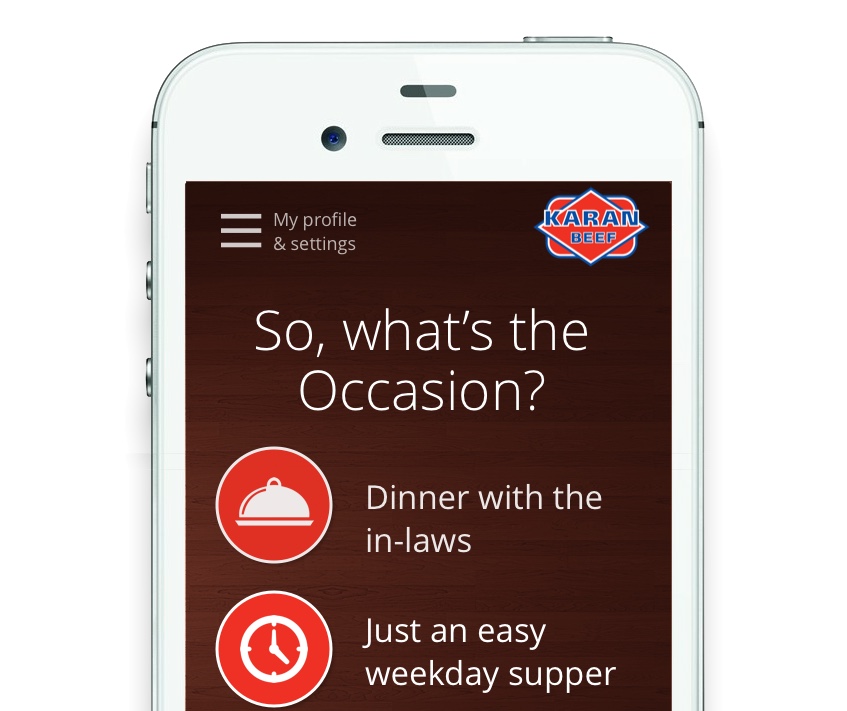 My profile
& settings
KARAN
BEEF
So, what's the
Occasion?
Dinner with the
in-laws
Just an easy
weekday supper